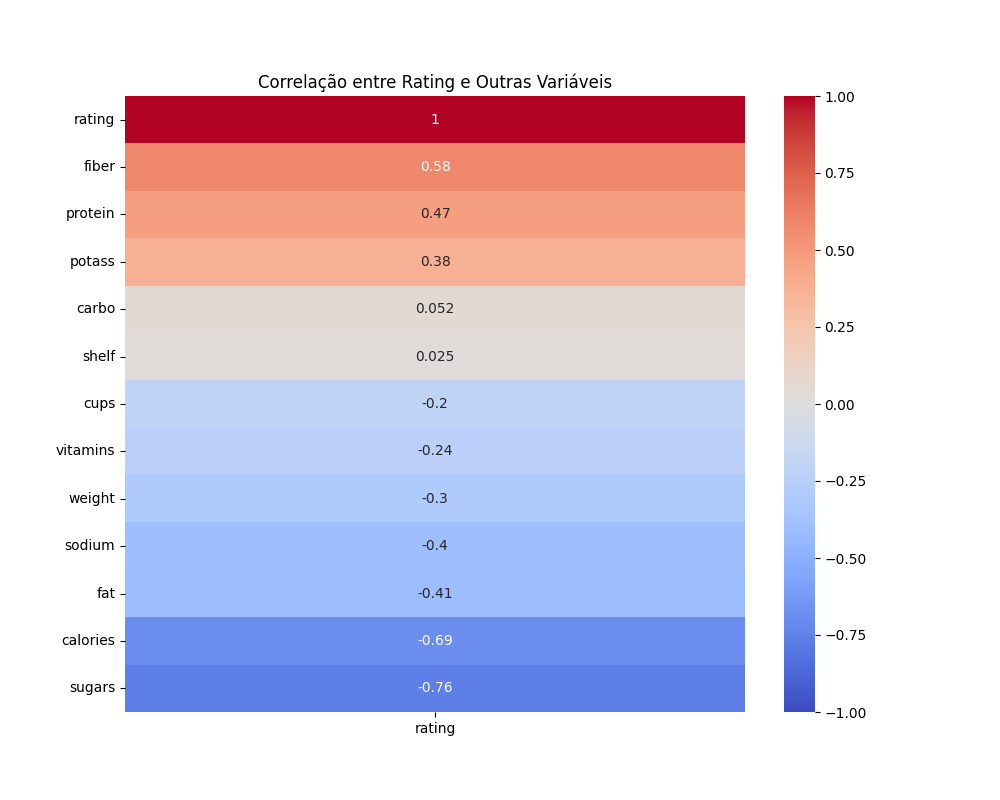 Correlação entre Rating e Outras Variáveis
rating 1
fiber 0.58
protein 0.47
potass 0.38
carbo 0.052
shelf 0.025
cups -0.2
vitamins -0.24
weight -0.3
sodium -0.4
fat -0.41
calories -0.69
sugars -0.76
rating
1.00
0.75
0.50
0.25
0.00
−0.25
−0.50
−0.75
−1.00